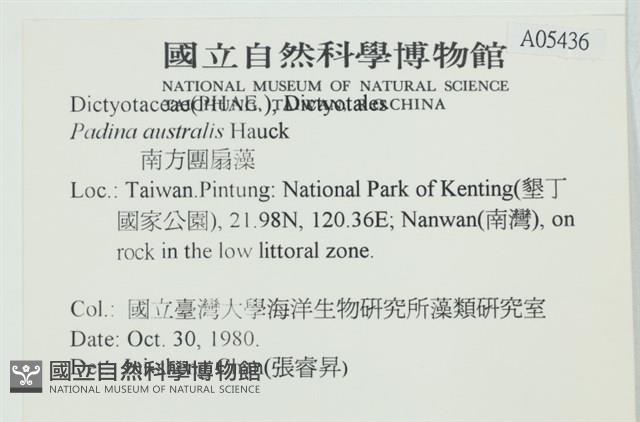 國立自然科學博物館
A05436
NATIONAL MUSEUM OF NATURAL SCIENCE
Dictyotaceae(PHAC.), Dictyotales
Padina australis Hauck
南方團扇藻
Loc.: Taiwan.Pintung: National Park of Kenting(墾丁
國家公園), 21.98N, 120.36E; Nanwan(南灣), on
rock in the low littoral zone.
Col.: 國立臺灣大學海洋生物研究所藻類研究室
Date: Oct. 30, 1980.
(張睿昇)
國立自然科學博物館
NATIONAL MUSEUM OF NATURAL SCIENCE